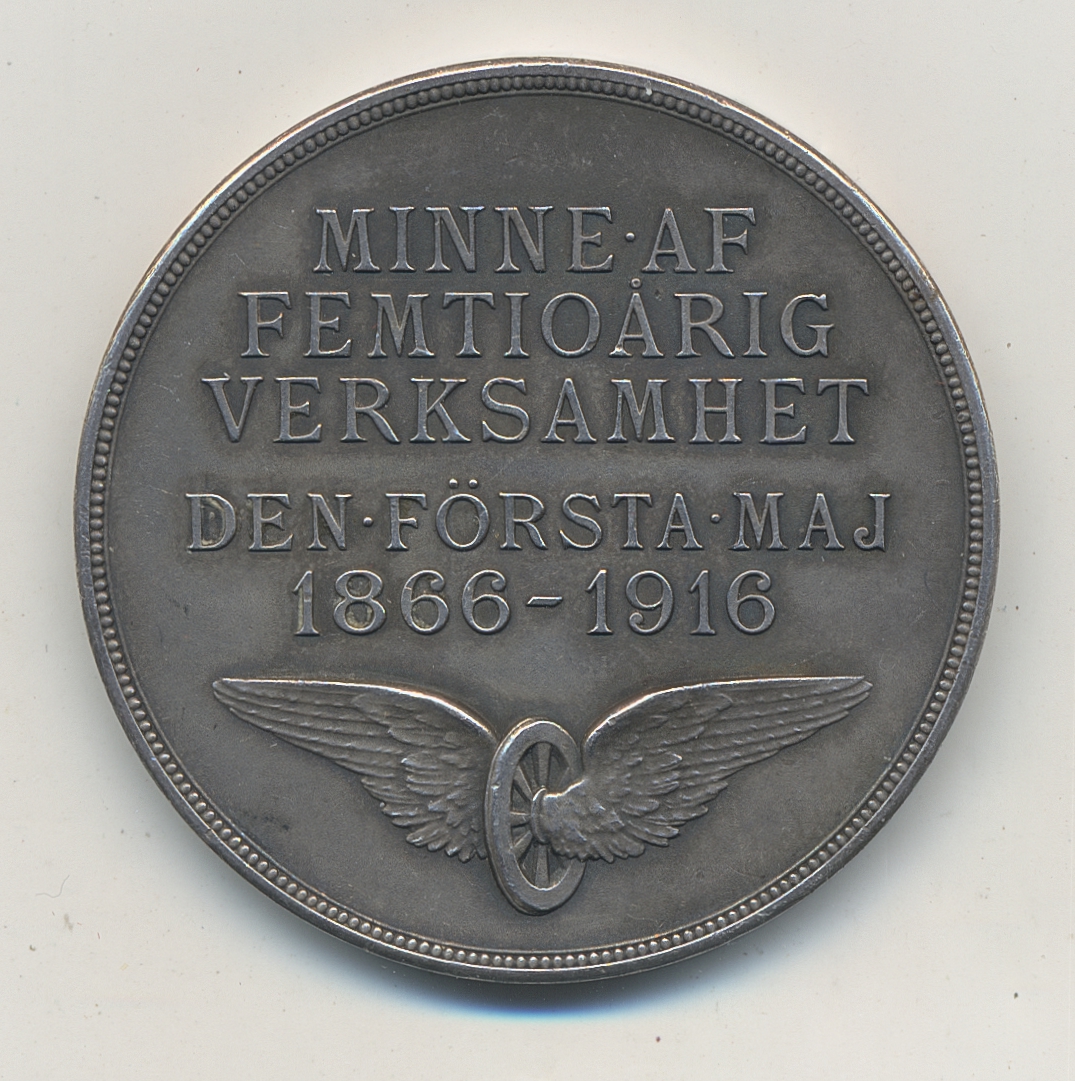 MINNE·AF
FEMTIOÅRIG
VERKSAMHET
DEN·FÖRSTA·MAJ
1866–1916